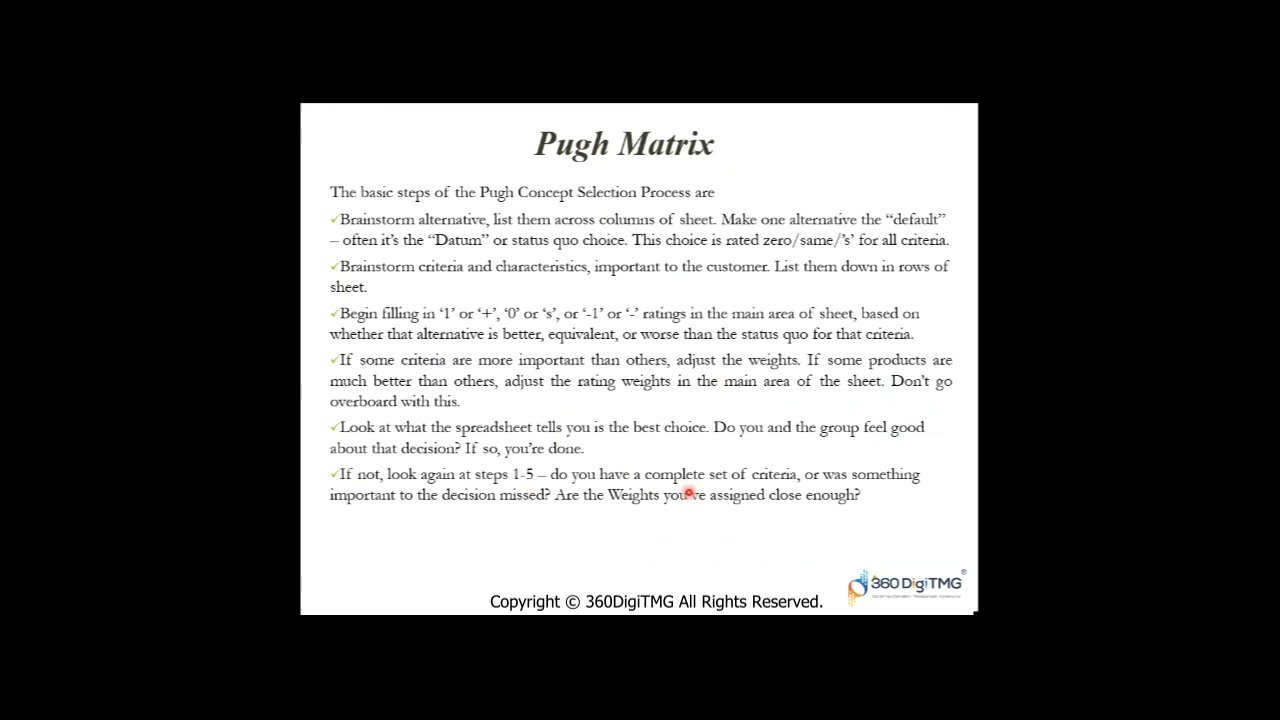 Pugh Matrix
The basic steps of the Pugh Concept Selection Process are
✓Brainstorm alternative, list them across columns of sheet. Make one alternative the “default”
– often it’s the “Datum” or status quo choice. This choice is rated zero/same/’s’ for all criteria.
✓Brainstorm criteria and characteristics, important to the customer. List them down in rows of
sheet.
✓Begin filling in ‘1’ or ‘+’, ‘0’ or ‘s’, or ‘-1’ or ‘-’ ratings in the main area of sheet, based on
whether that alternative is better, equivalent, or worse than the status quo for that criteria.
✓If some criteria are more important than others, adjust the weights. If some products are
much better than others, adjust the rating weights in the main area of the sheet. Don’t go
overboard with this.
✓Look at what the spreadsheet tells you is the best choice. Do you and the group feel good
about that decision? If so, you’re done.
✓If not, look again at steps 1-5 – do you have a complete set of criteria, or was something
important to the decision missed? Are the Weights you’ve assigned close enough?
360DigiTMG®
Copyright © 360DigiTMG All Rights Reserved.